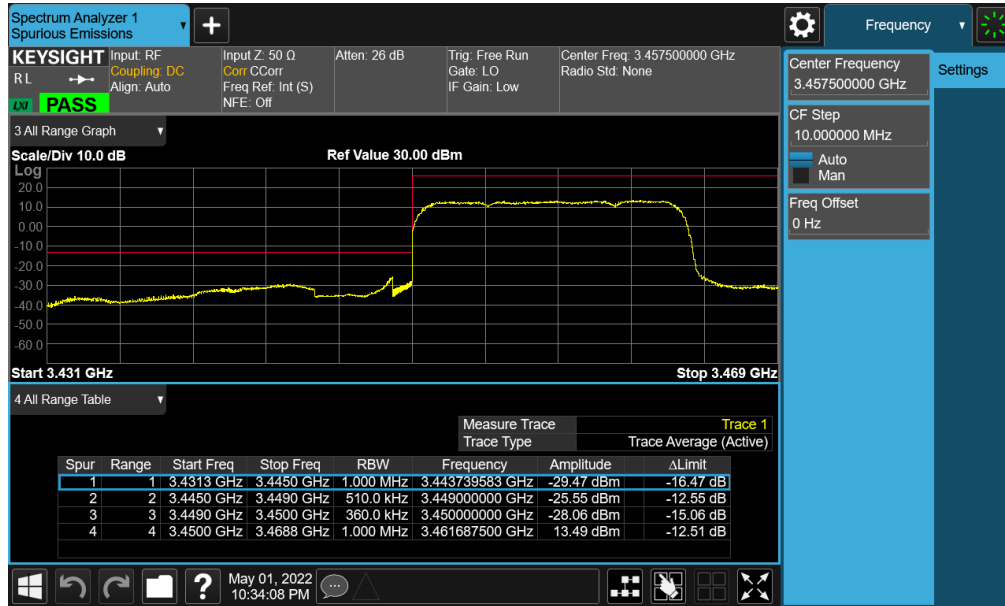 Spectrum Analyzer 1
Spurious Emissions
Frequency
KEYSIGHT
R L
LXI
PASS
Input: RF
Coupling: DC
Align: Auto
Input Z: 50 Ω
Corr CCorr
Freq Ref: Int (S)
NFE: Off
Atten: 26 dB
Trig: Free Run
Gate: LO
IF Gain: Low
Center Freq: 3.457500000 GHz
Radio Std: None
Center Frequency
3.457500000 GHz
Settings
CF Step
10.000000 MHz
Auto
Man
Freq Offset
0 Hz
3 All Range Graph
Scale/Div 10.0 dB
Ref Value 30.00 dBm
Log
20.0
10.0
0.00
-10.0
-20.0
-30.0
-40.0
-50.0
-60.0
Start 3.431 GHz
Stop 3.469 GHz
4 All Range Table
Measure Trace Trace 1
Trace Type Trace Average (Active)
Spur Range Start Freq Stop Freq RBW Frequency Amplitude ΔLimit
1 1 3.4313 GHz 3.4450 GHz 1.000 MHz 3.443739583 GHz -29.47 dBm -16.47 dB
2 2 3.4450 GHz 3.4490 GHz 510.0 kHz 3.449000000 GHz -25.55 dBm -12.55 dB
3 3 3.4490 GHz 3.4500 GHz 360.0 kHz 3.450000000 GHz -28.06 dBm -15.06 dB
4 4 3.4500 GHz 3.4688 GHz 1.000 MHz 3.461687500 GHz 13.49 dBm -12.51 dB
?
May 01, 2022
10:34:08 PM